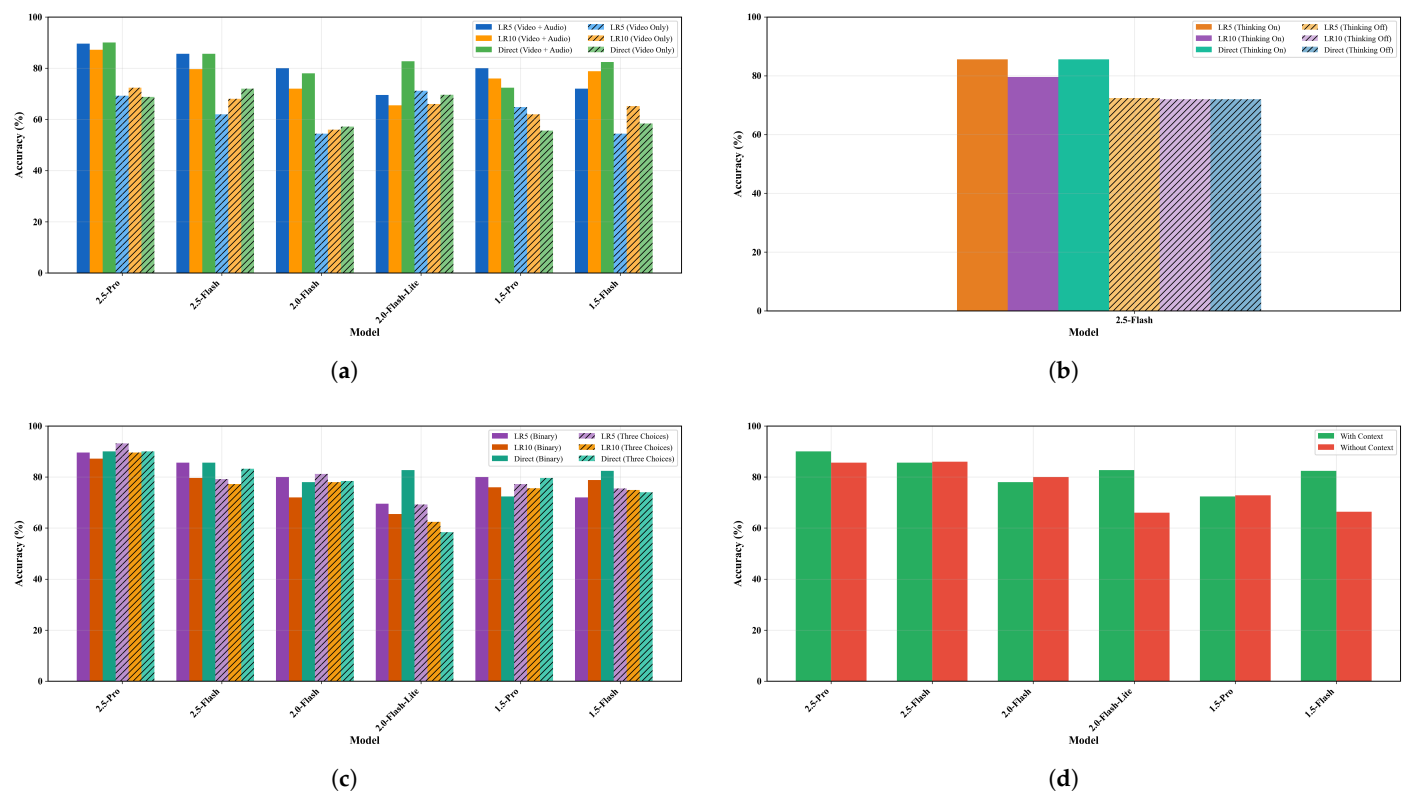 100
80
60
40
20
0
Accuracy (%)
LR5 (Video + Audio)
LR10 (Video + Audio)
Direct (Video + Audio)
LR5 (Video Only)
LR10 (Video Only)
Direct (Video Only)
2.5-Pro
2.5-Flash
2.0-Flash
2.0-Flash-Lite
1.5-Pro
1.5-Flash
Model
(a)
100
80
60
40
20
0
Accuracy (%)
LR5 (Thinking On)
LR10 (Thinking On)
Direct (Thinking On)
LR5 (Thinking Off)
LR10 (Thinking Off)
Direct (Thinking Off)
2.5-Flash
Model
(b)
100
80
60
40
20
0
Accuracy (%)
LR5 (Binary)
LR10 (Binary)
Direct (Binary)
LR5 (Three Choices)
LR10 (Three Choices)
Direct (Three Choices)
2.5-Pro
2.5-Flash
2.0-Flash
2.0-Flash-Lite
1.5-Pro
1.5-Flash
Model
(c)
100
80
60
40
20
0
Accuracy (%)
With Context
Without Context
2.5-Pro
2.5-Flash
2.0-Flash
2.0-Flash-Lite
1.5-Pro
1.5-Flash
Model
(d)